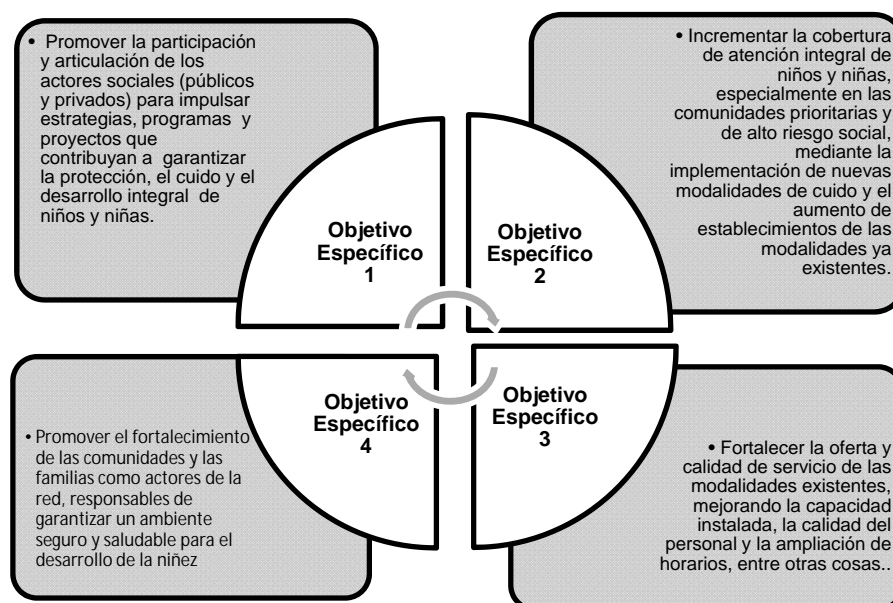 • Promover la participación
y articulación de los
actores sociales (públicos
y privados) para impulsar
estrategias, programas y
proyectos que
contribuyan a garantizar
la protección, el cuido y el
desarrollo integral de
niños y niñas.
Objetivo
Específico
1
• Incrementar la cobertura
de atención integral de
niños y niñas,
especialmente en las
comunidades prioritarias y
de alto riesgo social,
mediante la
implementación de nuevas
modalidades de cuido y el
aumento de
establecimientos de las
modalidades ya
existentes.
Objetivo
Específico
2
Objetivo
Específico
3
• Fortalecer la oferta y
calidad de servicio de las
modalidades existentes,
mejorando la capacidad
instalada, la calidad del
personal y la ampliación de
horarios, entre otras cosas..
Objetivo
Específico
4
• Promover el fortalecimiento
de las comunidades y las
familias como actores de la
red, responsables de
garantizar un ambiente
seguro y saludable para el
desarrollo de la niñez